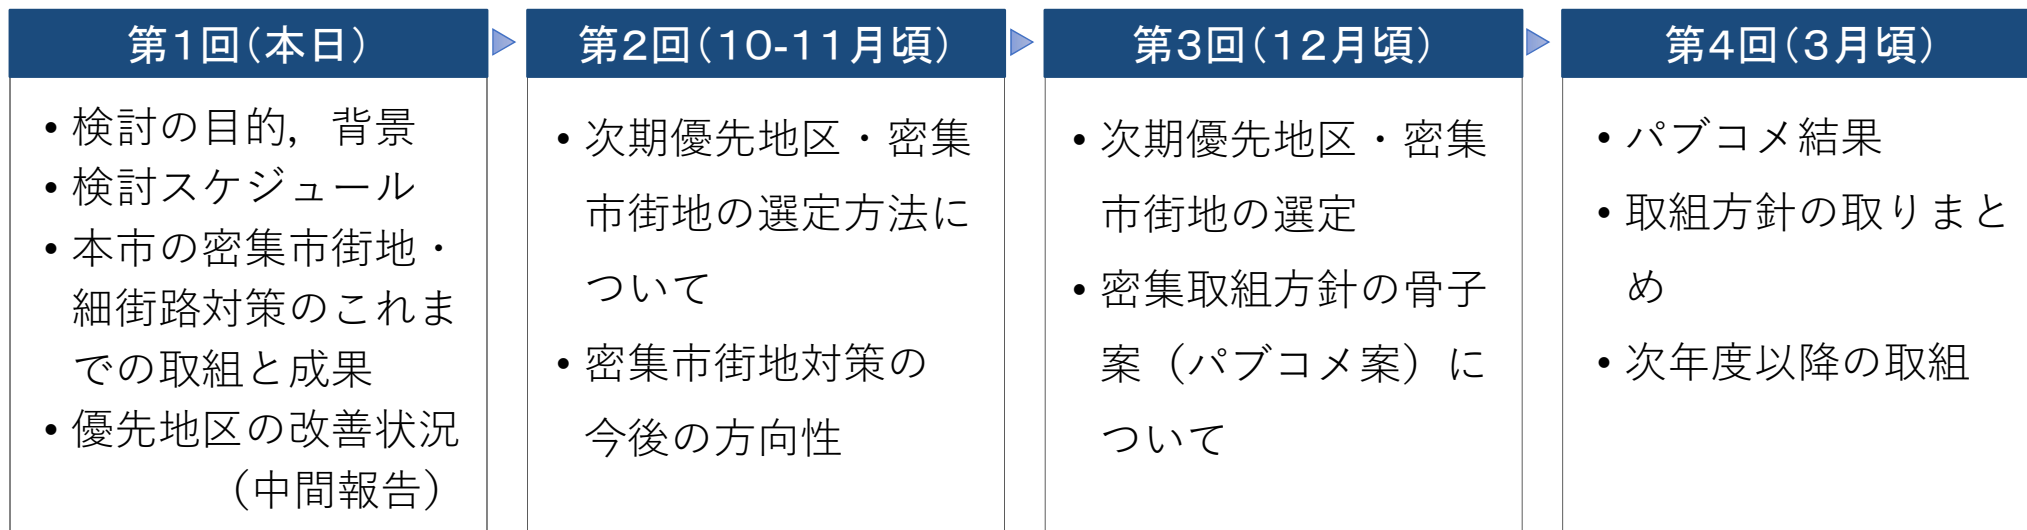 第1回(本日)
• 検討の目的，背景
• 検討スケジュール
• 本市の密集市街地・
細街路対策のこれま
での取組と成果
• 優先地区の改善状況
（中間報告）
第2回(10-11月頃)
• 次期優先地区・密集
市街地の選定方法に
ついて
• 密集市街地対策の
今後の方向性
第3回(12月頃)
• 次期優先地区・密集
市街地の選定
• 密集取組方針の骨子
案（パブコメ案）に
ついて
第4回(3月頃)
• パブコメ結果
• 取組方針の取りまと
め
• 次年度以降の取組